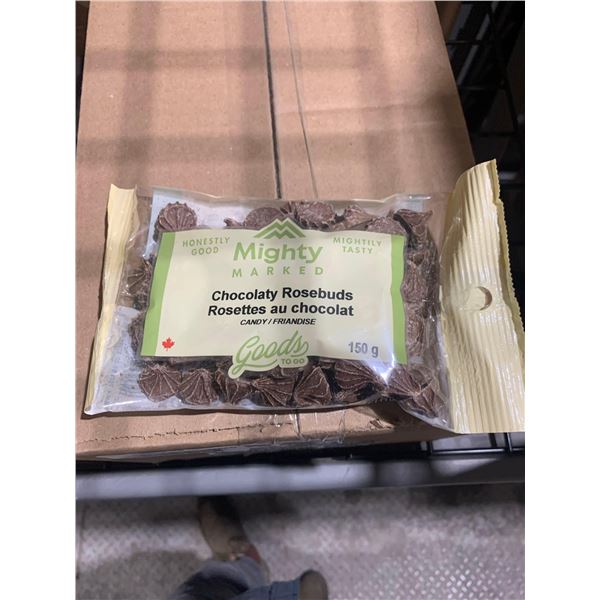 HONESTLY
GOOD
Mighty
MARKED
MIGHTILY
TASTY
Chocolaty Rosebuds
Rosettes au chocolat
CANDY / FRIANDISE
Goods
TO GO
150 g